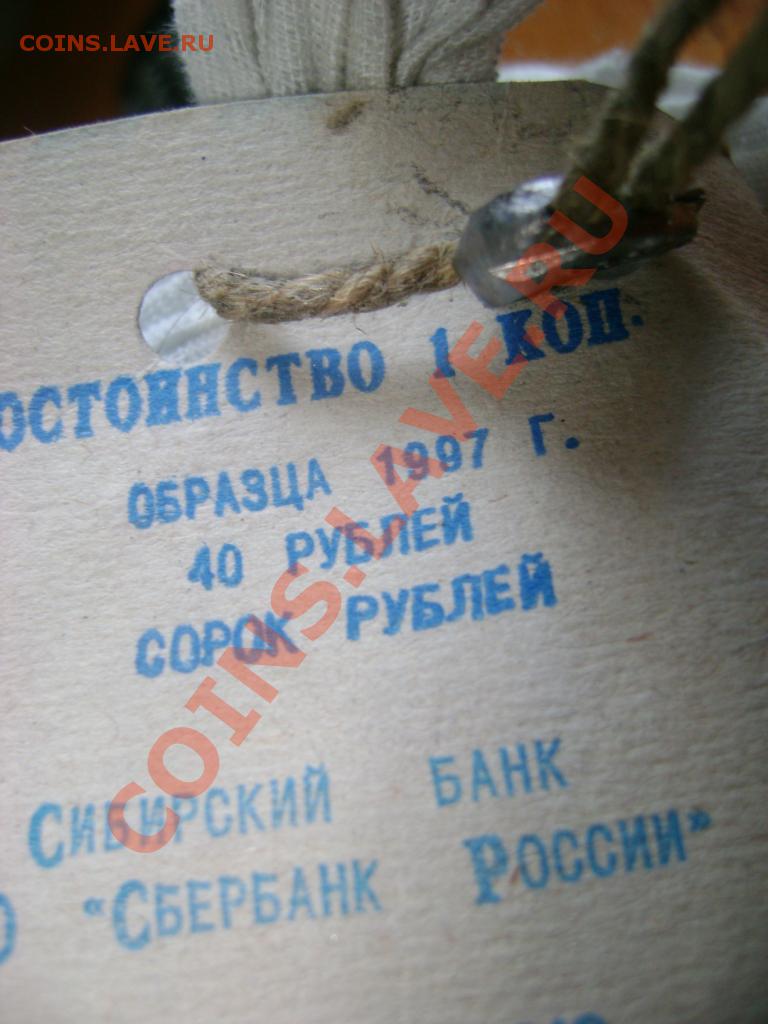 COINS.LAVE.RU
ОСТОИНСТВО 1 КОП.
ОБРАЗЦА 1997 Г.
40 РУБЛЕЙ
СОРОК РУБЛЕЙ
СИБИРСКИЙ БАНК
О «СБЕРБАНК РОССИИ»
COINS.LAVE.RU